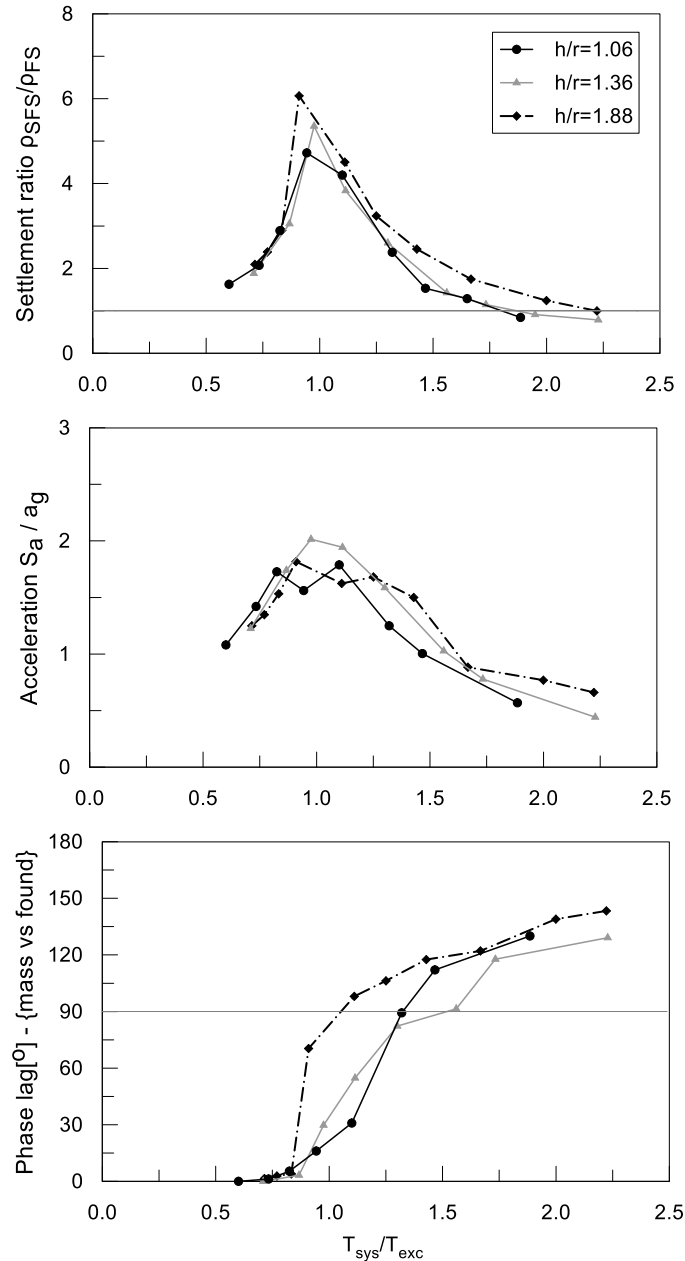 8
6
4
2
0
Settlement ratio ρSFS/ρFS
h/r=1.06
h/r=1.36
h/r=1.88
0.0 0.5 1.0 1.5 2.0 2.5
3
2
1
0
Acceleration Sa / ag
0.0 0.5 1.0 1.5 2.0 2.5
180
150
120
90
60
30
0
Phase lag[o] - {mass vs found}
0.0 0.5 1.0 1.5 2.0 2.5
Tsys/Texc